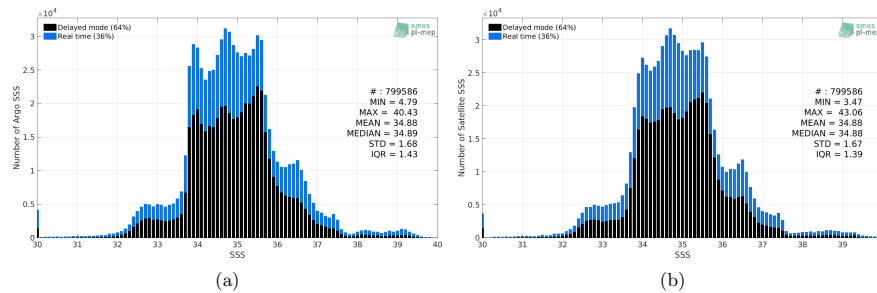 ×10⁴
Delayed mode (64%)
Real time (36%)
smos
pi-mep
Number of Argo SSS
3
2.5
2
1.5
1
0.5
0
# : 799586
MIN = 4.79
MAX = 40.43
MEAN = 34.88
MEDIAN = 34.89
STD = 1.68
IQR = 1.43
30 31 32 33 34 35 36 37 38 39 40
SSS
(a)
×10⁴
Delayed mode (64%)
Real time (36%)
smos
pi-mep
Number of Satellite SSS
3
2.5
2
1.5
1
0.5
0
# : 799586
MIN = 3.47
MAX = 43.06
MEAN = 34.88
MEDIAN = 34.88
STD = 1.67
IQR = 1.39
30 31 32 33 34 35 36 37 38 39
SSS
(b)